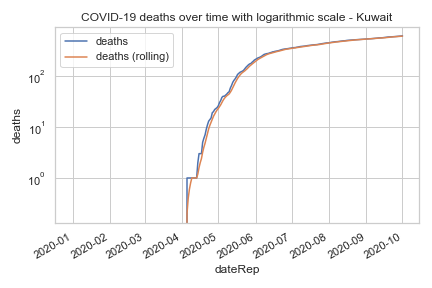 COVID-19 deaths over time with logarithmic scale - Kuwait
deaths
deaths (rolling)
10²
10¹
10⁰
deaths
2020-01
2020-02
2020-03
2020-04
2020-05
2020-06
2020-07
2020-08
2020-09
2020-10
dateRep